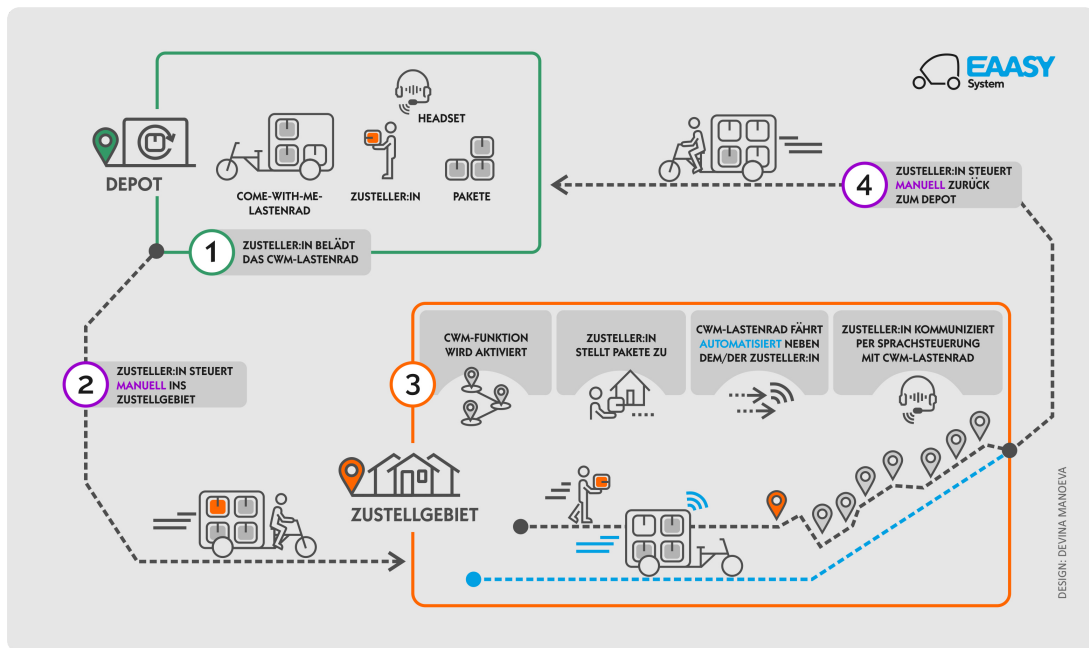 EAASY
System
HEADSET
DEPOT
COME-WITH-ME-
LASTENRAD
ZUSTELLER:IN
PAKETE
1
ZUSTELLER:IN BELÄDT
DAS CWM-LASTENRAD
4
ZUSTELLER:IN STEUERT
MANUELL ZURÜCK
ZUM DEPOT
2
ZUSTELLER:IN STEUERT
MANUELL INS
ZUSTELLGEBIET
3
CWM-FUNKTION
WIRD AKTIVIERT
ZUSTELLER:IN
STELLT PAKETE ZU
CWM-LASTENRAD FÄHRT
AUTOMATISIERT NEBEN
DEM/DER ZUSTELLER:IN
ZUSTELLER:IN KOMMUNIZIERT
PER SPRACHSTEUERUNG
MIT CWM-LASTENRAD
ZUSTELLGEBIET
DESIGN: DEVINA MANOEVA